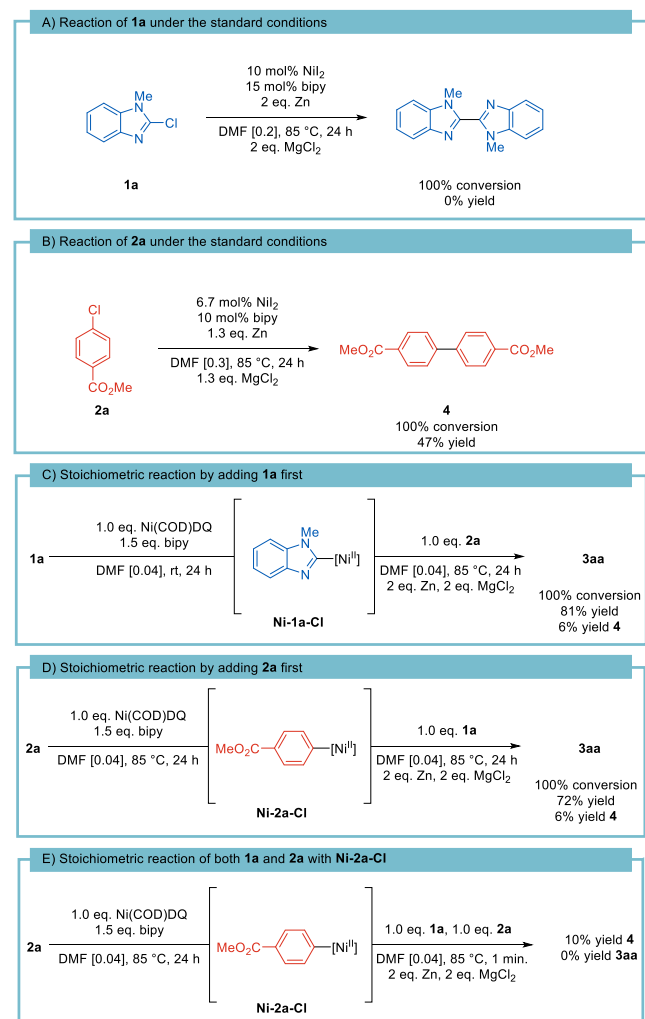 A) Reaction of 1a under the standard conditions
Me
N
Cl
N
1a
10 mol% NiI2
15 mol% bipy
2 eq. Zn
DMF [0.2], 85 °C, 24 h
2 eq. MgCl2
Me
N
N
N
N
Me
100% conversion
0% yield
B) Reaction of 2a under the standard conditions
Cl
CO2Me
2a
6.7 mol% NiI2
10 mol% bipy
1.3 eq. Zn
DMF [0.3], 85 °C, 24 h
1.3 eq. MgCl2
MeO2C
CO2Me
4
100% conversion
47% yield
C) Stoichiometric reaction by adding 1a first
1a
1.0 eq. Ni(COD)DQ
1.5 eq. bipy
DMF [0.04], rt, 24 h
Me
N
[NiII]
N
Ni-1a-Cl
1.0 eq. 2a
DMF [0.04], 85 °C, 24 h
2 eq. Zn, 2 eq. MgCl2
3aa
100% conversion
81% yield
6% yield 4
D) Stoichiometric reaction by adding 2a first
2a
1.0 eq. Ni(COD)DQ
1.5 eq. bipy
DMF [0.04], 85 °C, 24 h
MeO2C
[NiII]
Ni-2a-Cl
1.0 eq. 1a
DMF [0.04], 85 °C, 24 h
2 eq. Zn, 2 eq. MgCl2
3aa
100% conversion
72% yield
6% yield 4
E) Stoichiometric reaction of both 1a and 2a with Ni-2a-Cl
2a
1.0 eq. Ni(COD)DQ
1.5 eq. bipy
DMF [0.04], 85 °C, 24 h
MeO2C
[NiII]
Ni-2a-Cl
1.0 eq. 1a, 1.0 eq. 2a
DMF [0.04], 85 °C, 1 min.
2 eq. Zn, 2 eq. MgCl2
10% yield 4
0% yield 3aa